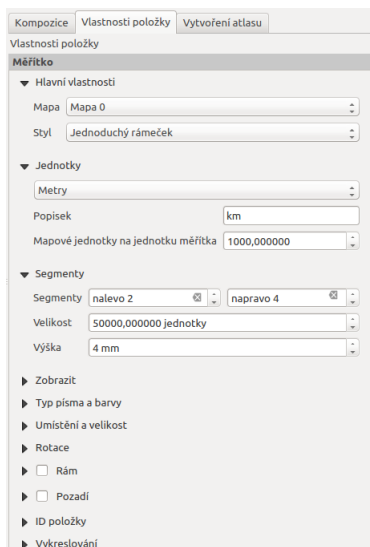 Kompozice Vlastnosti položky Vytvoření atlasu
Vlastnosti položky
Měřítko
Hlavní vlastnosti
Mapa Mapa 0
Styl Jednoduchý rámeček
Jednotky
Metry
Popisek km
Mapové jednotky na jednotku měřítka 1000,000000
Segmenty
Segmenty nalevo 2 napravo 4
Velikost 50000,000000 jednotky
Výška 4 mm
Zobrazit
Typ písma a barvy
Umístění a velikost
Rotace
Rám
Pozadí
ID položky
Vykreslování